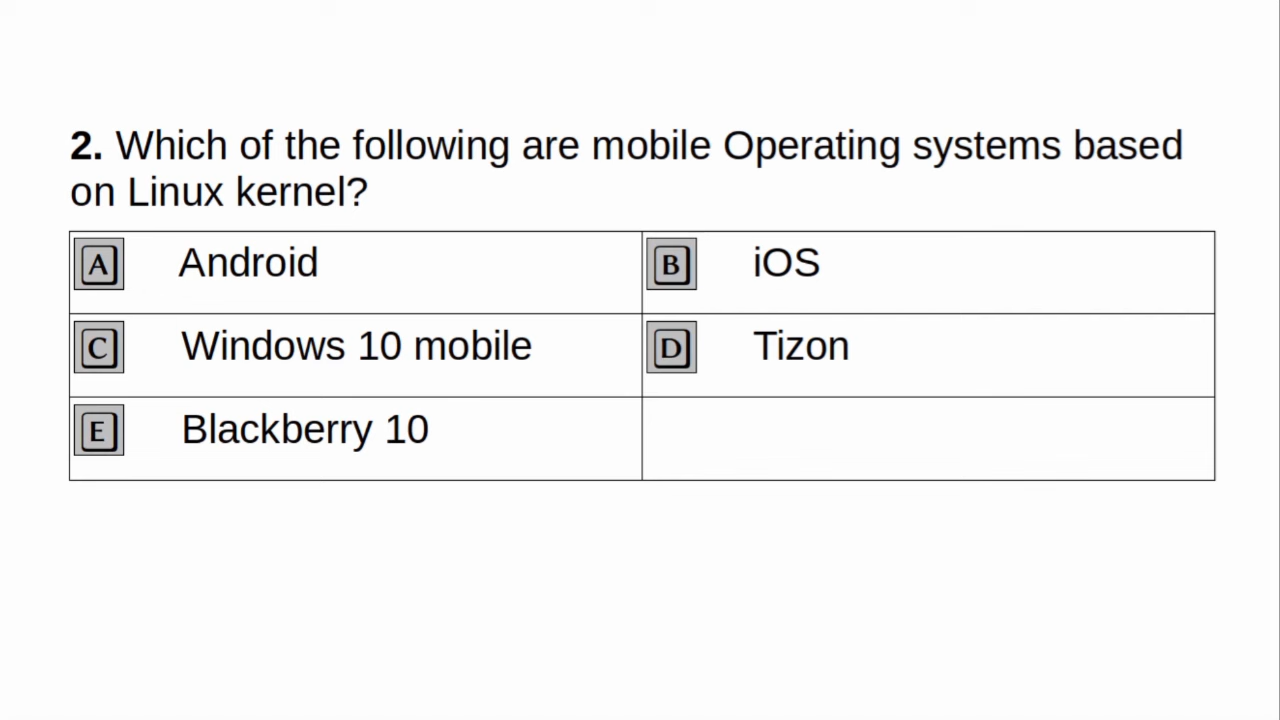 2. Which of the following are mobile Operating systems based
on Linux kernel?
A Android
B iOS
C Windows 10 mobile
D Tizon
E Blackberry 10